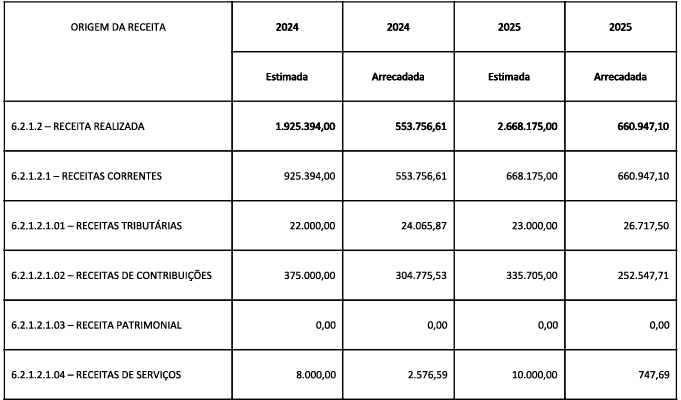 ORIGEM DA RECEITA 2024 2024 2025 2025
Estimada Arrecadada Estimada Arrecadada
6.2.1.2 – RECEITA REALIZADA 1.925.394,00 553.756,61 2.668.175,00 660.947,10
6.2.1.2.1 – RECEITAS CORRENTES 925.394,00 553.756,61 668.175,00 660.947,10
6.2.1.2.1.01 – RECEITAS TRIBUTÁRIAS 22.000,00 24.065,87 23.000,00 26.717,50
6.2.1.2.1.02 – RECEITAS DE CONTRIBUIÇÕES 375.000,00 304.775,53 335.705,00 252.547,71
6.2.1.2.1.03 – RECEITA PATRIMONIAL 0,00 0,00 0,00 0,00
6.2.1.2.1.04 – RECEITAS DE SERVIÇOS 8.000,00 2.576,59 10.000,00 747,69